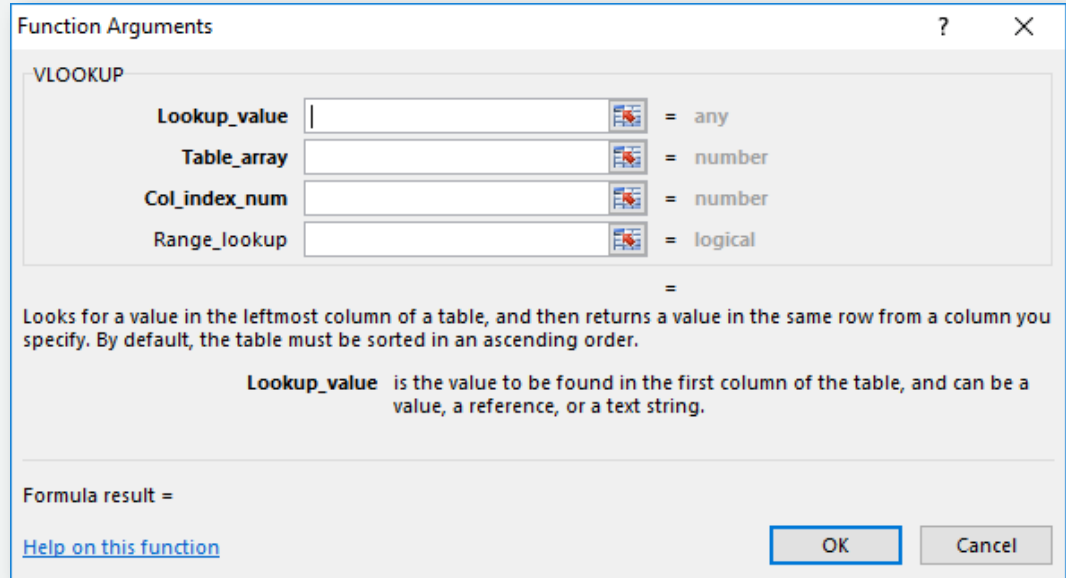 Function Arguments ?
VLOOKUP
Lookup_value = any
Table_array = number
Col_index_num = number
Range_lookup = logical
=
Looks for a value in the leftmost column of a table, and then returns a value in the same row from a column you
specify. By default, the table must be sorted in an ascending order.
Lookup_value is the value to be found in the first column of the table, and can be a
value, a reference, or a text string.
Formula result =
Help on this function OK Cancel